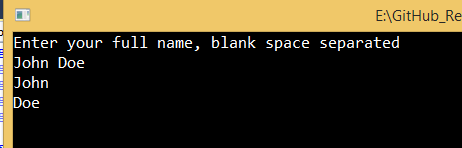 E:\GitHub_Re
Enter your full name, blank space separated
John Doe
John
Doe